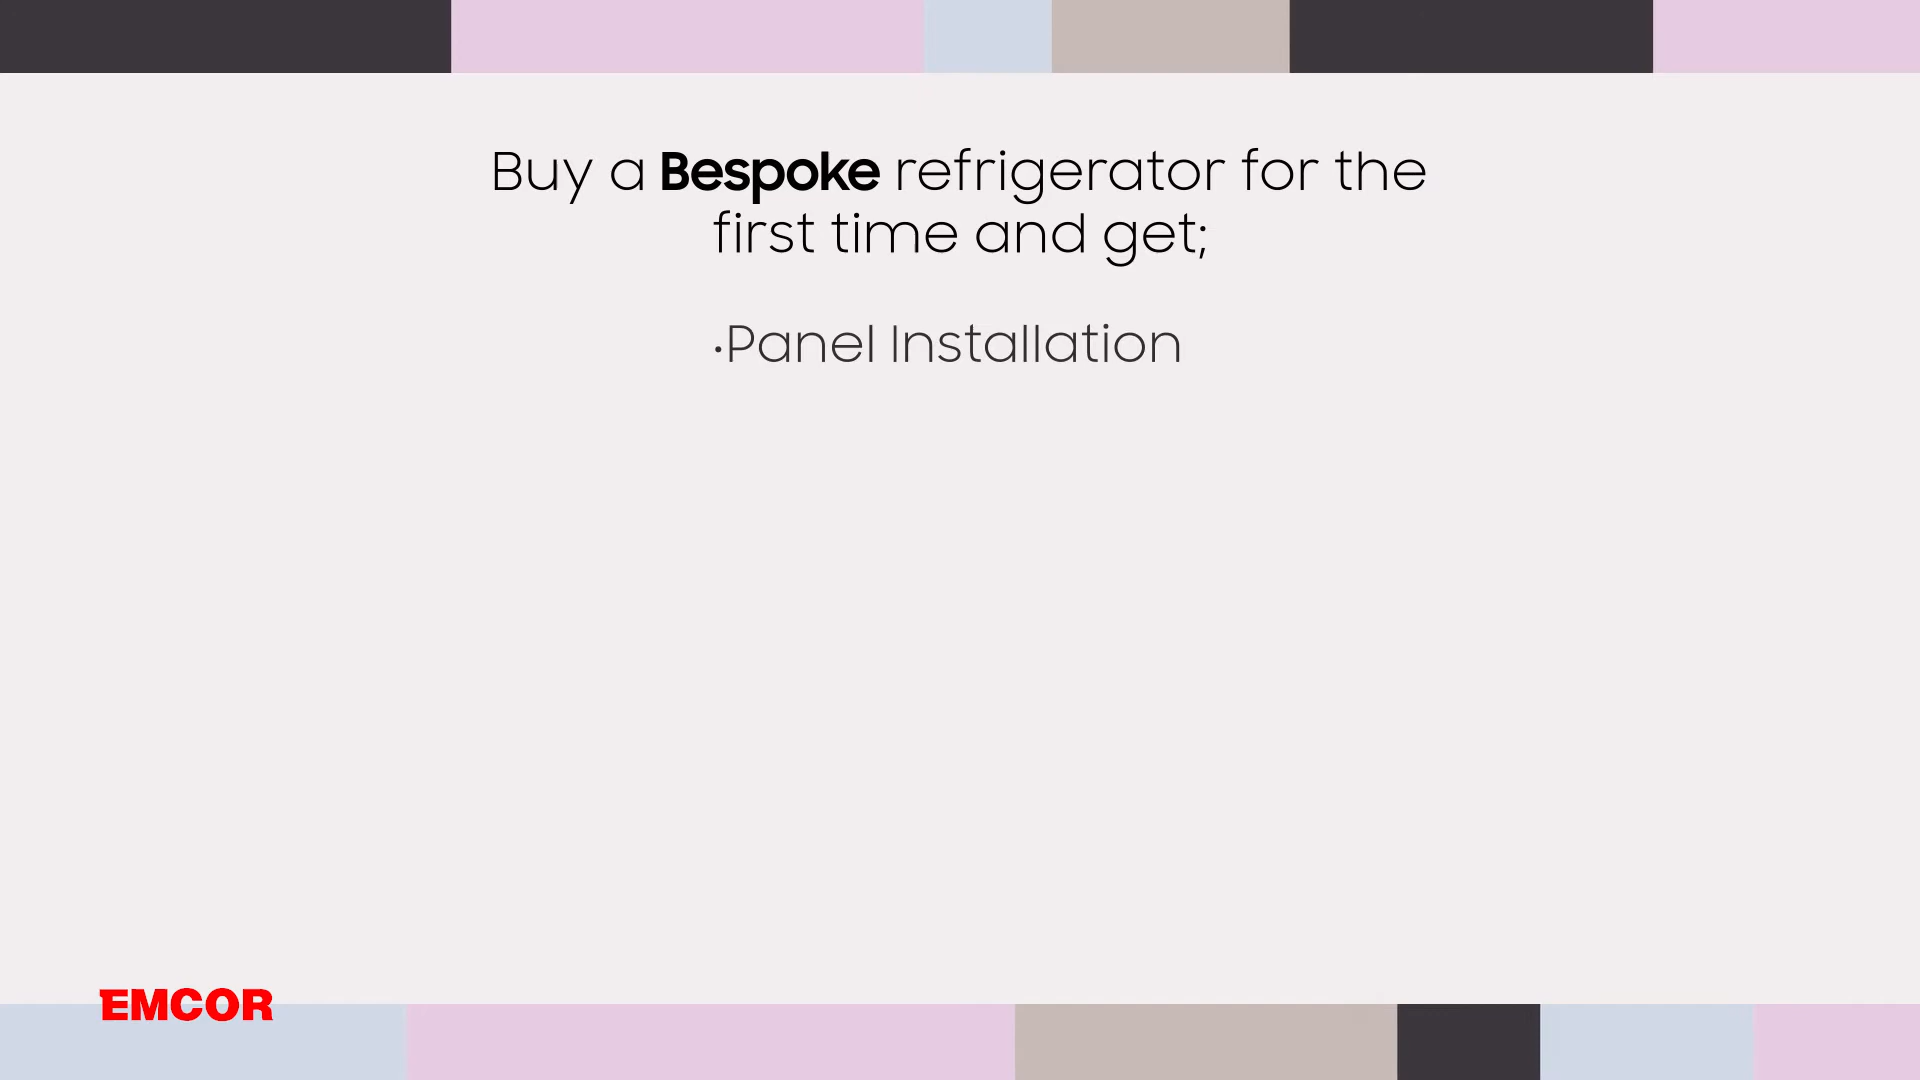 Buy a Bespoke refrigerator for the
first time and get;
·Panel Installation
EMCOR